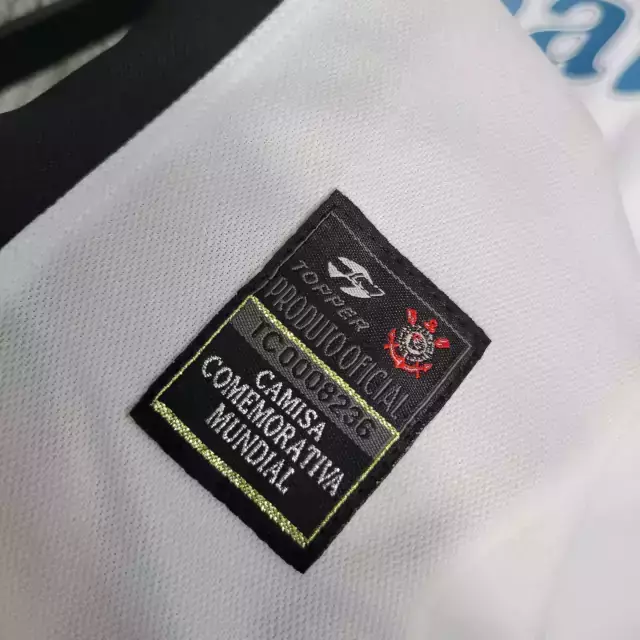 TOPPER
PRODUTO OFICIAL
TC0008236
CAMISA
COMEMORATIVA
MUNDIAL